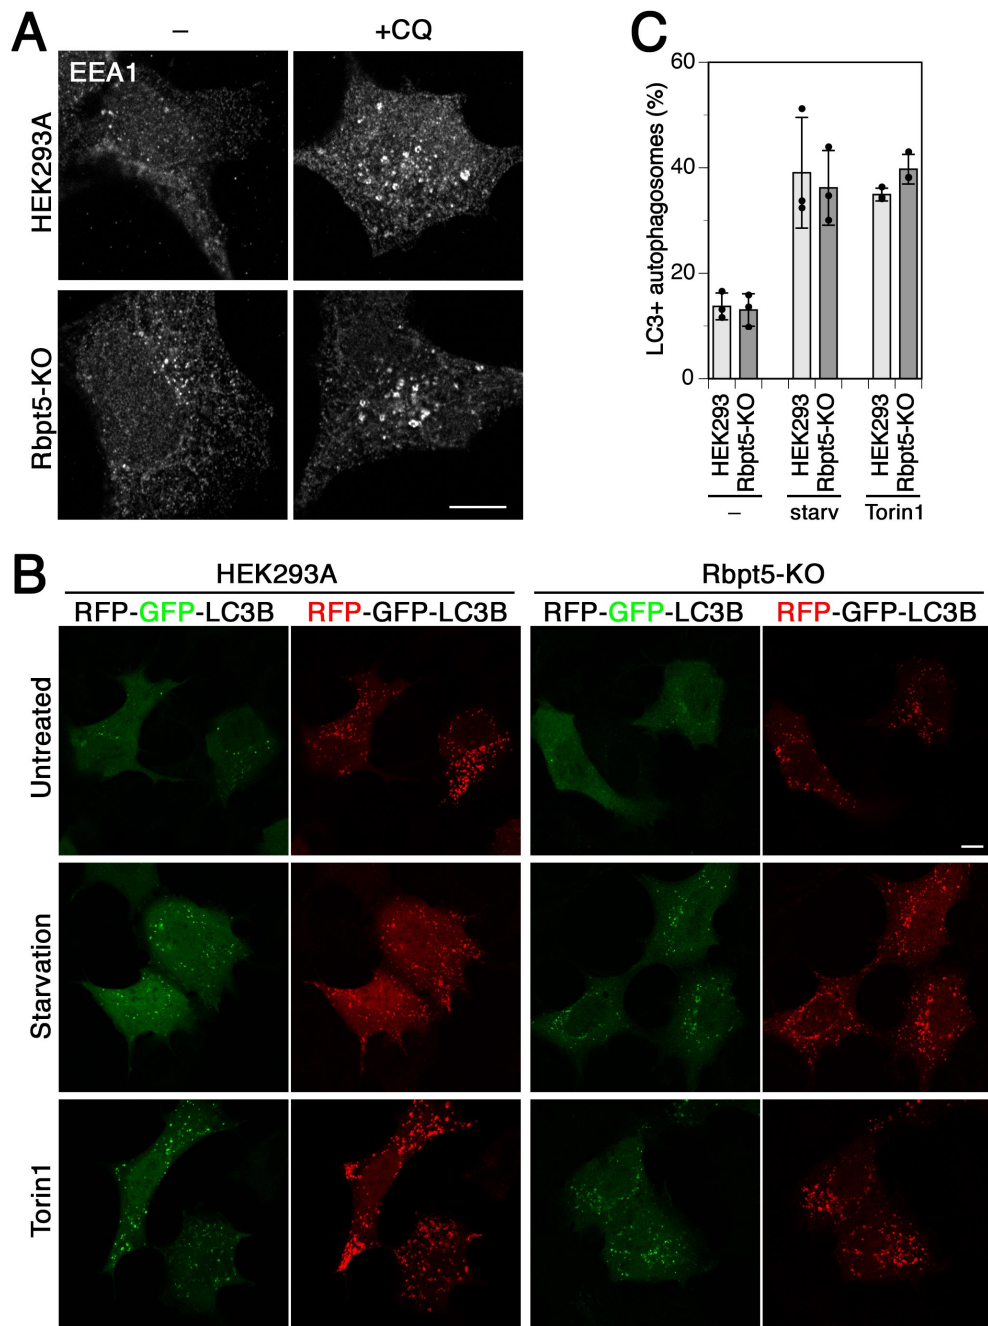 A
–
+CQ
EEA1
HEK293A
Rbpt5-KO
C
LC3+ autophagosomes (%)
60
40
20
0
HEK293
Rbpt5-KO
HEK293
Rbpt5-KO
HEK293
Rbpt5-KO
–
starv
Torin1
B
HEK293A
Rbpt5-KO
RFP-GFP-LC3B
RFP-GFP-LC3B
RFP-GFP-LC3B
RFP-GFP-LC3B
Untreated
Starvation
Torin1